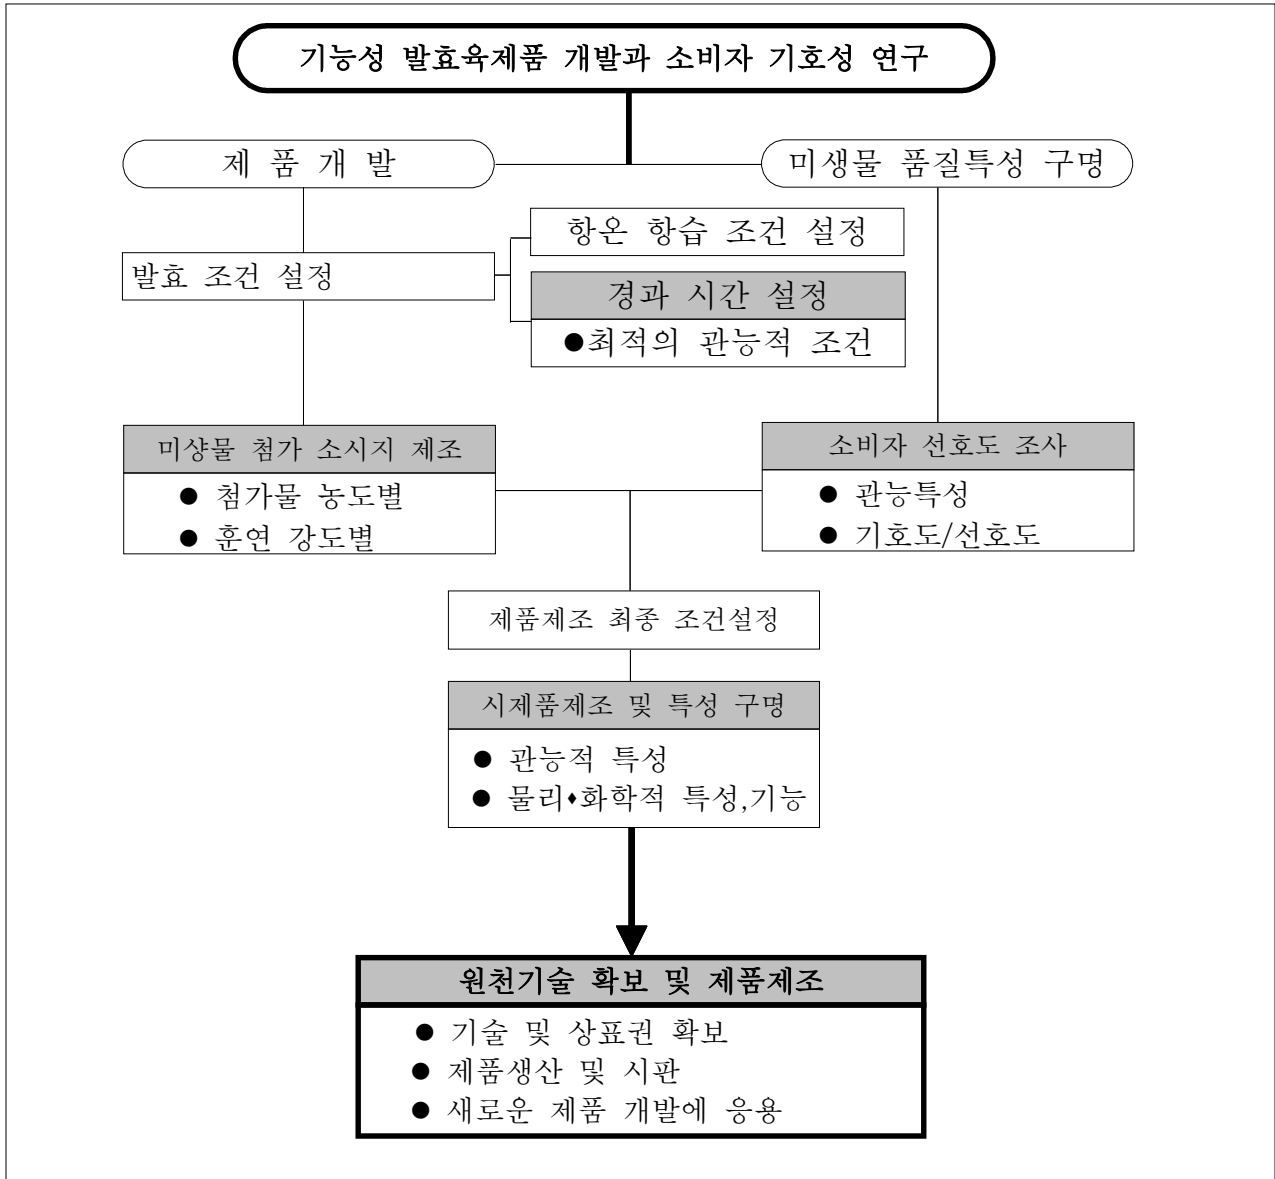 기능성 발효육제품 개발과 소비자 기호성 연구
제 품 개 발
미생물 품질특성 구명
항온 항습 조건 설정
발효 조건 설정
경과 시간 설정
●최적의 관능적 조건
미샹물 첨가 소시지 제조
● 첨가물 농도별
● 훈연 강도별
소비자 선호도 조사
● 관능특성
● 기호도/선호도
제품제조 최종 조건설정
시제품제조 및 특성 구명
● 관능적 특성
● 물리♦화학적 특성,기능
원천기술 확보 및 제품제조
● 기술 및 상표권 확보
● 제품생산 및 시판
● 새로운 제품 개발에 응용